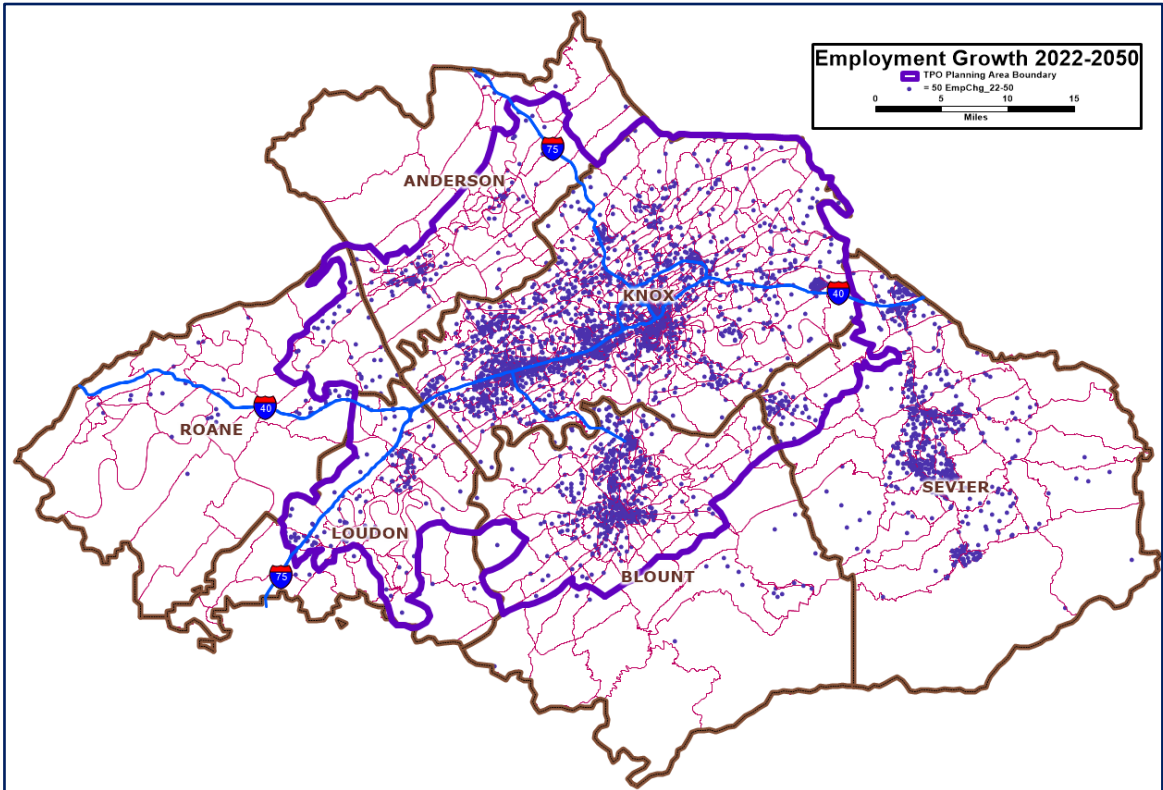 Employment Growth 2022-2050
TPO Planning Area Boundary
= 50 EmpChg_22-50
0 5 10 15
Miles
75
ANDERSON
KNOX
40
40
ROANE
SEVIER
LOUDON
75
BLOUNT